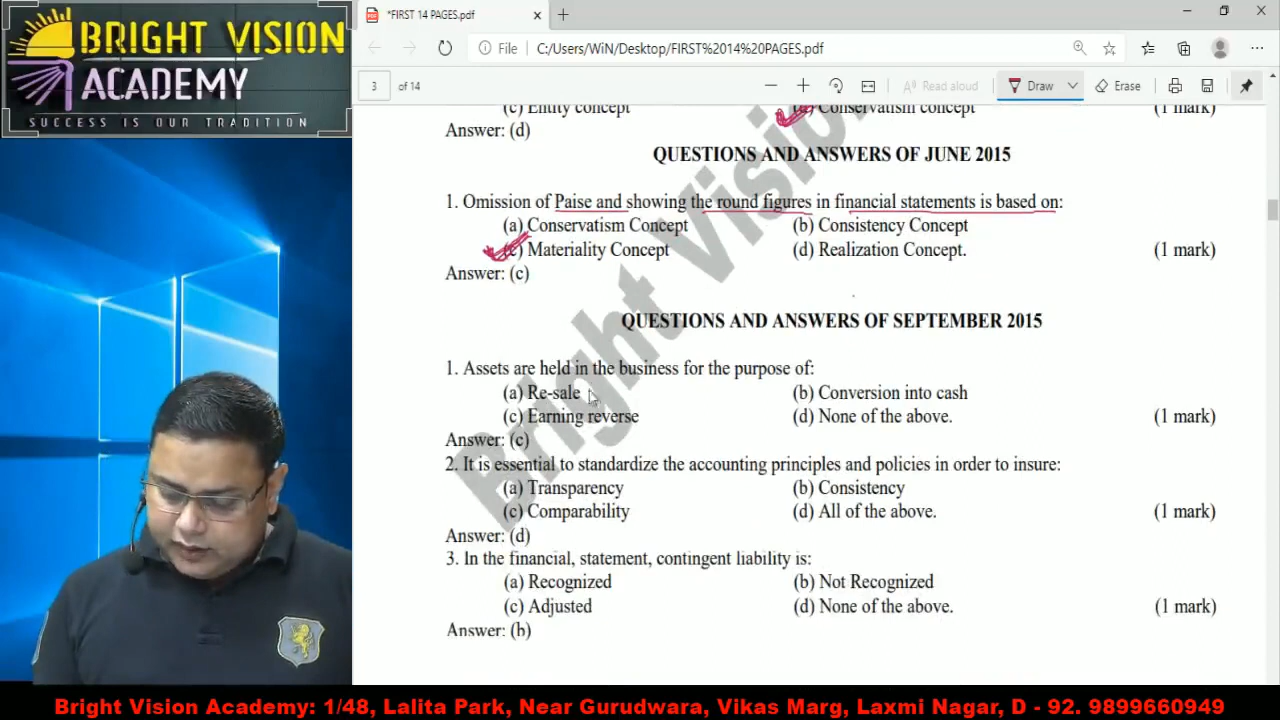 BRIGHT VISION
ACADEMY
SUCCESS IS OUR TRADITION
*FIRST 14 PAGES.pdf
File C:/Users/WiN/Desktop/FIRST%2014%20PAGES.pdf
3 of 14
Read aloud
Draw
Erase
(c) Entity concept Conservatism concept (1 mark)
Answer: (d)
QUESTIONS AND ANSWERS OF JUNE 2015
1. Omission of Paise and showing the round figures in financial statements is based on:
(a) Conservatism Concept (b) Consistency Concept
(c) Materiality Concept (d) Realization Concept. (1 mark)
Answer: (c)
QUESTIONS AND ANSWERS OF SEPTEMBER 2015
1. Assets are held in the business for the purpose of:
(a) Re-sale (b) Conversion into cash
(c) Earning reverse (d) None of the above. (1 mark)
Answer: (c)
2. It is essential to standardize the accounting principles and policies in order to insure:
(a) Transparency (b) Consistency
(c) Comparability (d) All of the above. (1 mark)
Answer: (d)
3. In the financial, statement, contingent liability is:
(a) Recognized (b) Not Recognized
(c) Adjusted (d) None of the above. (1 mark)
Answer: (b)
Bright Vision
Bright Vision Academy: 1/48, Lalita Park, Near Gurudwara, Vikas Marg, Laxmi Nagar, D - 92. 9899660949